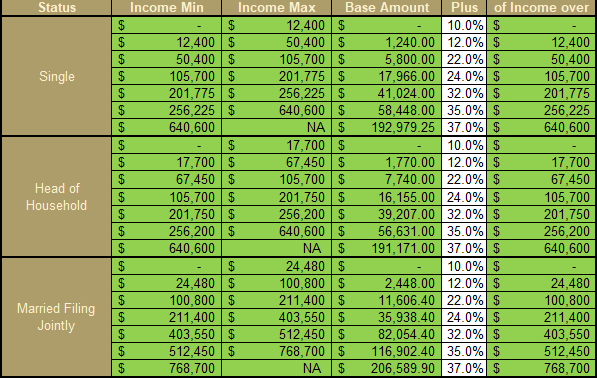 Status Income Min Income Max Base Amount Plus of Income over
$ - $ 12,400 $ - 10.0% $ -
$ 12,400 $ 50,400 $ 1,240.00 12.0% $ 12,400
$ 50,400 $ 105,700 $ 5,800.00 22.0% $ 50,400
Single $ 105,700 $ 201,775 $ 17,966.00 24.0% $ 105,700
$ 201,775 $ 256,225 $ 41,024.00 32.0% $ 201,775
$ 256,225 $ 640,600 $ 58,448.00 35.0% $ 256,225
$ 640,600 NA $ 192,979.25 37.0% $ 640,600
$ - $ 17,700 $ - 10.0% $ -
$ 17,700 $ 67,450 $ 1,770.00 12.0% $ 17,700
$ 67,450 $ 105,700 $ 7,740.00 22.0% $ 67,450
Head of
Household
$ 105,700 $ 201,750 $ 16,155.00 24.0% $ 105,700
$ 201,750 $ 256,200 $ 39,207.00 32.0% $ 201,750
$ 256,200 $ 640,600 $ 56,631.00 35.0% $ 256,200
$ 640,600 NA $ 191,171.00 37.0% $ 640,600
$ - $ 24,480 $ - 10.0% $ -
$ 24,480 $ 100,800 $ 2,448.00 12.0% $ 24,480
$ 100,800 $ 211,400 $ 11,606.40 22.0% $ 100,800
Married Filing
Jointly
$ 211,400 $ 403,550 $ 35,938.40 24.0% $ 211,400
$ 403,550 $ 512,450 $ 82,054.40 32.0% $ 403,550
$ 512,450 $ 768,700 $ 116,902.40 35.0% $ 512,450
$ 768,700 NA $ 206,589.90 37.0% $ 768,700